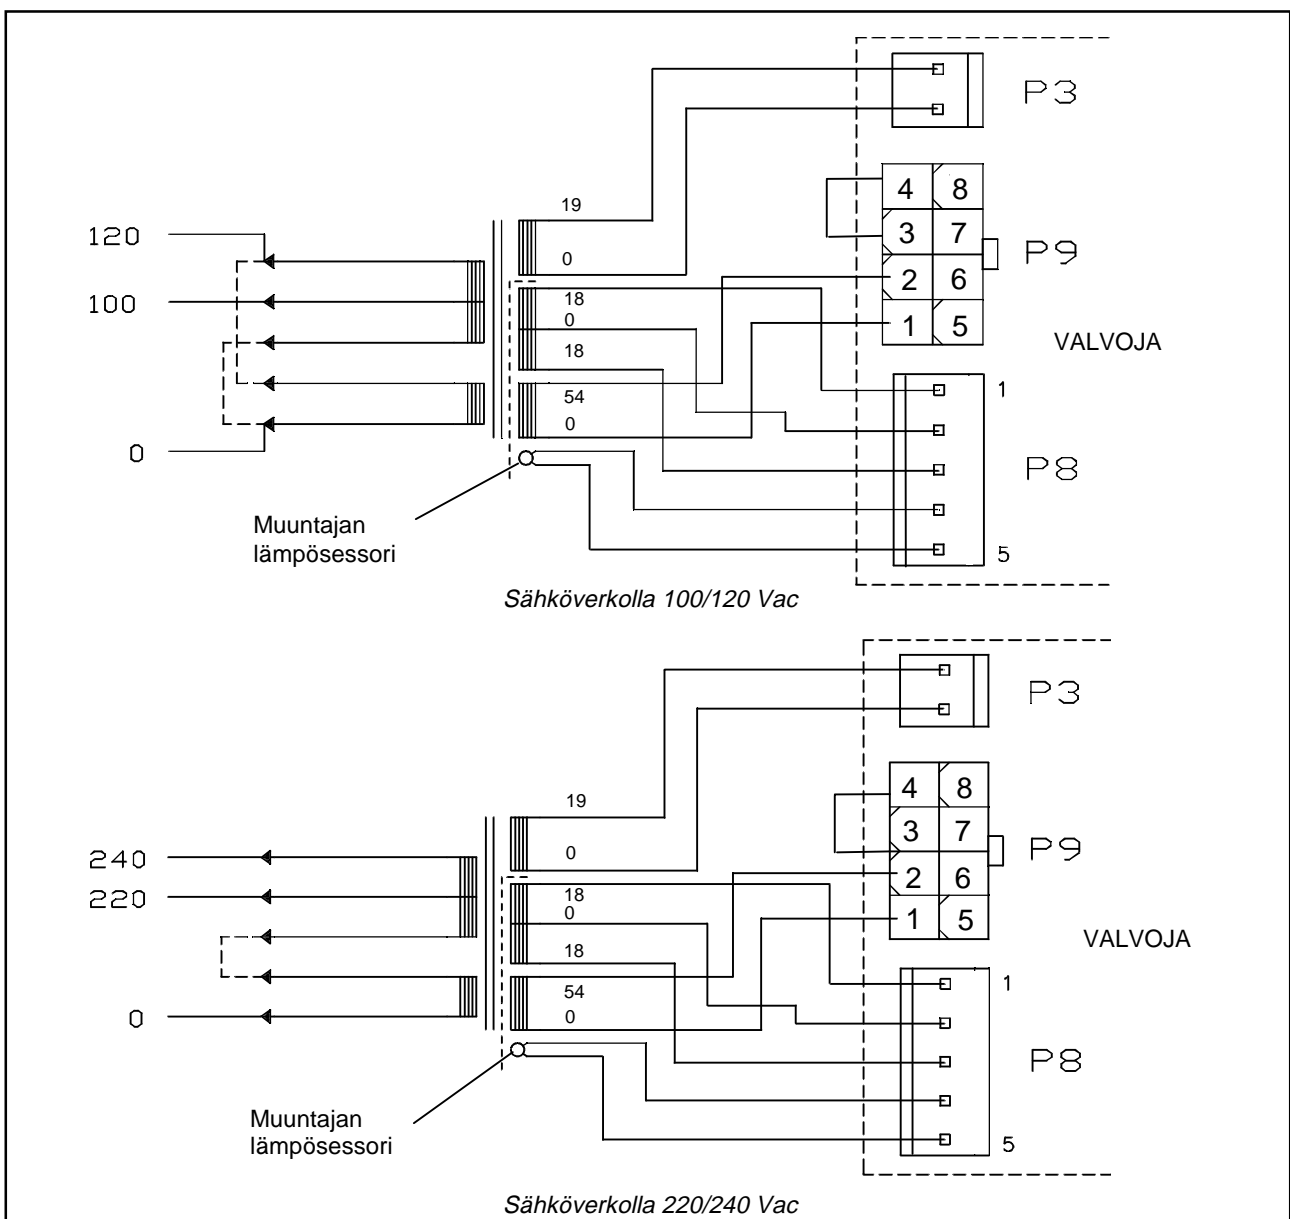 P3
19
0
4 8
3 7
2 6
1 5
P9
120
100
0
18
0
18
54
0
VALVOJA
1
P8
5
Muuntajan
lämpösessori
Sähköverkolla 100/120 Vac
P3
19
0
4 8
3 7
2 6
1 5
P9
240
220
0
18
0
18
54
0
VALVOJA
1
P8
5
Muuntajan
lämpösessori
Sähköverkolla 220/240 Vac